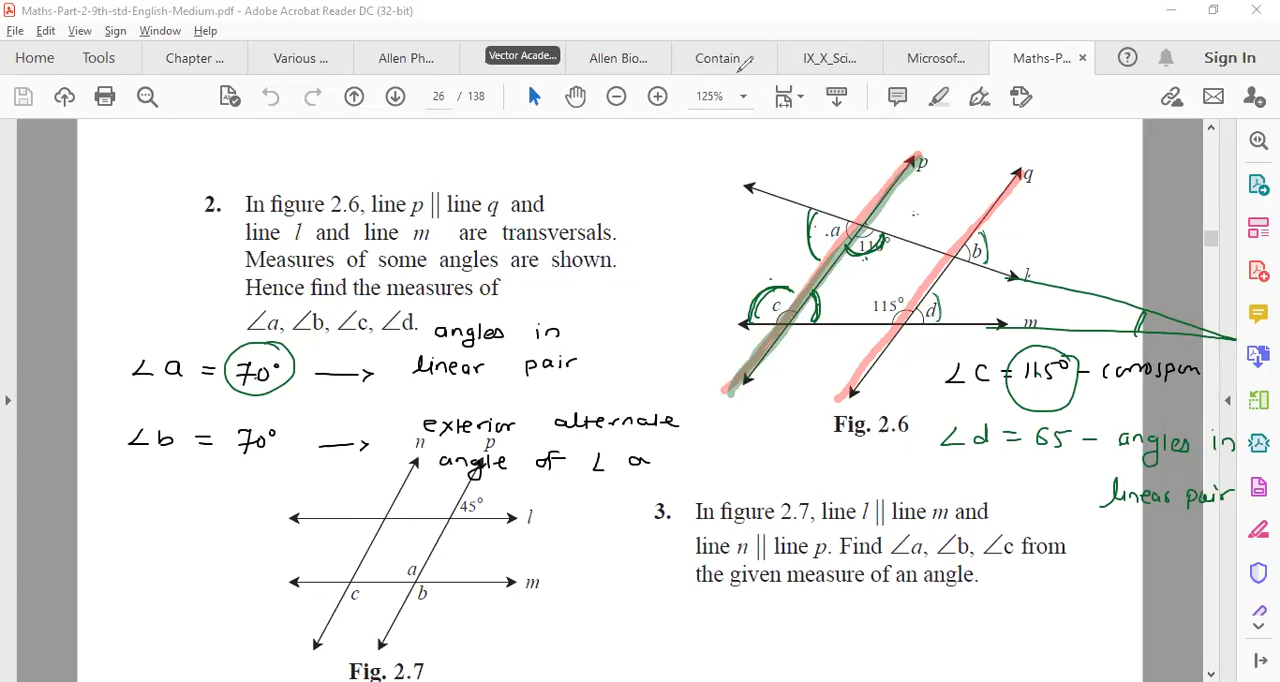 Maths-Part-2-9th-std-English-Medium.pdf - Adobe Acrobat Reader DC (32-bit)
File Edit View Sign Window Help
Home Tools Chapter ... Various ... Allen Ph... Vector Acade... Allen Bio... Contain IX_X_Sci... Microsof... Maths-P... × ? Sign In
26 / 138 125%
2. In figure 2.6, line p || line q and
line l and line m are transversals.
Measures of some angles are shown.
Hence find the measures of
∠a, ∠b, ∠c, ∠d.
∠a = 70° → angles in
linear pair
∠b = 70° → exterior alternate
angle of ∠a
p
q
a
110°
b
l
c
115°
d
m
Fig. 2.6
∠c = 115° - corrospon
∠d = 65 - angles in
linear pair
n
p
45°
l
a
m
c
b
Fig. 2.7
3. In figure 2.7, line l || line m and
line n || line p. Find ∠a, ∠b, ∠c from
the given measure of an angle.